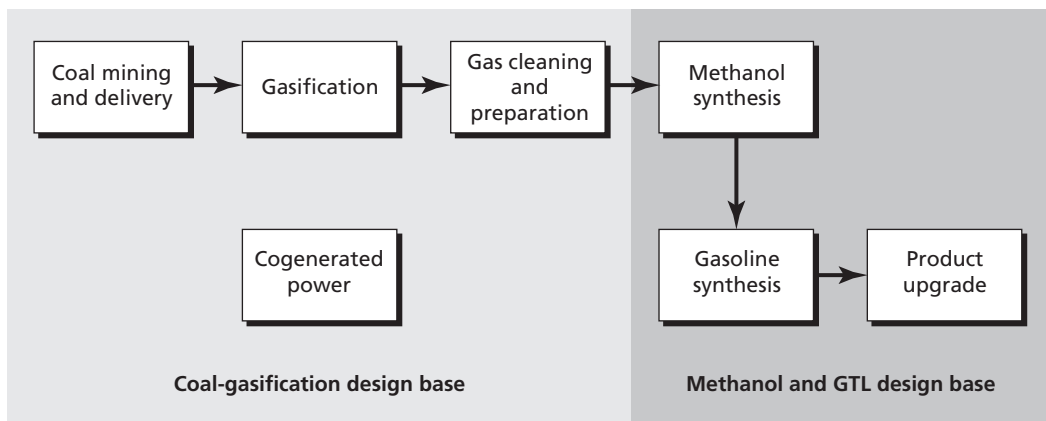 Coal mining
and delivery
Gasification
Gas cleaning
and
preparation
Methanol
synthesis
Cogenerated
power
Gasoline
synthesis
Product
upgrade
Coal-gasification design base
Methanol and GTL design base